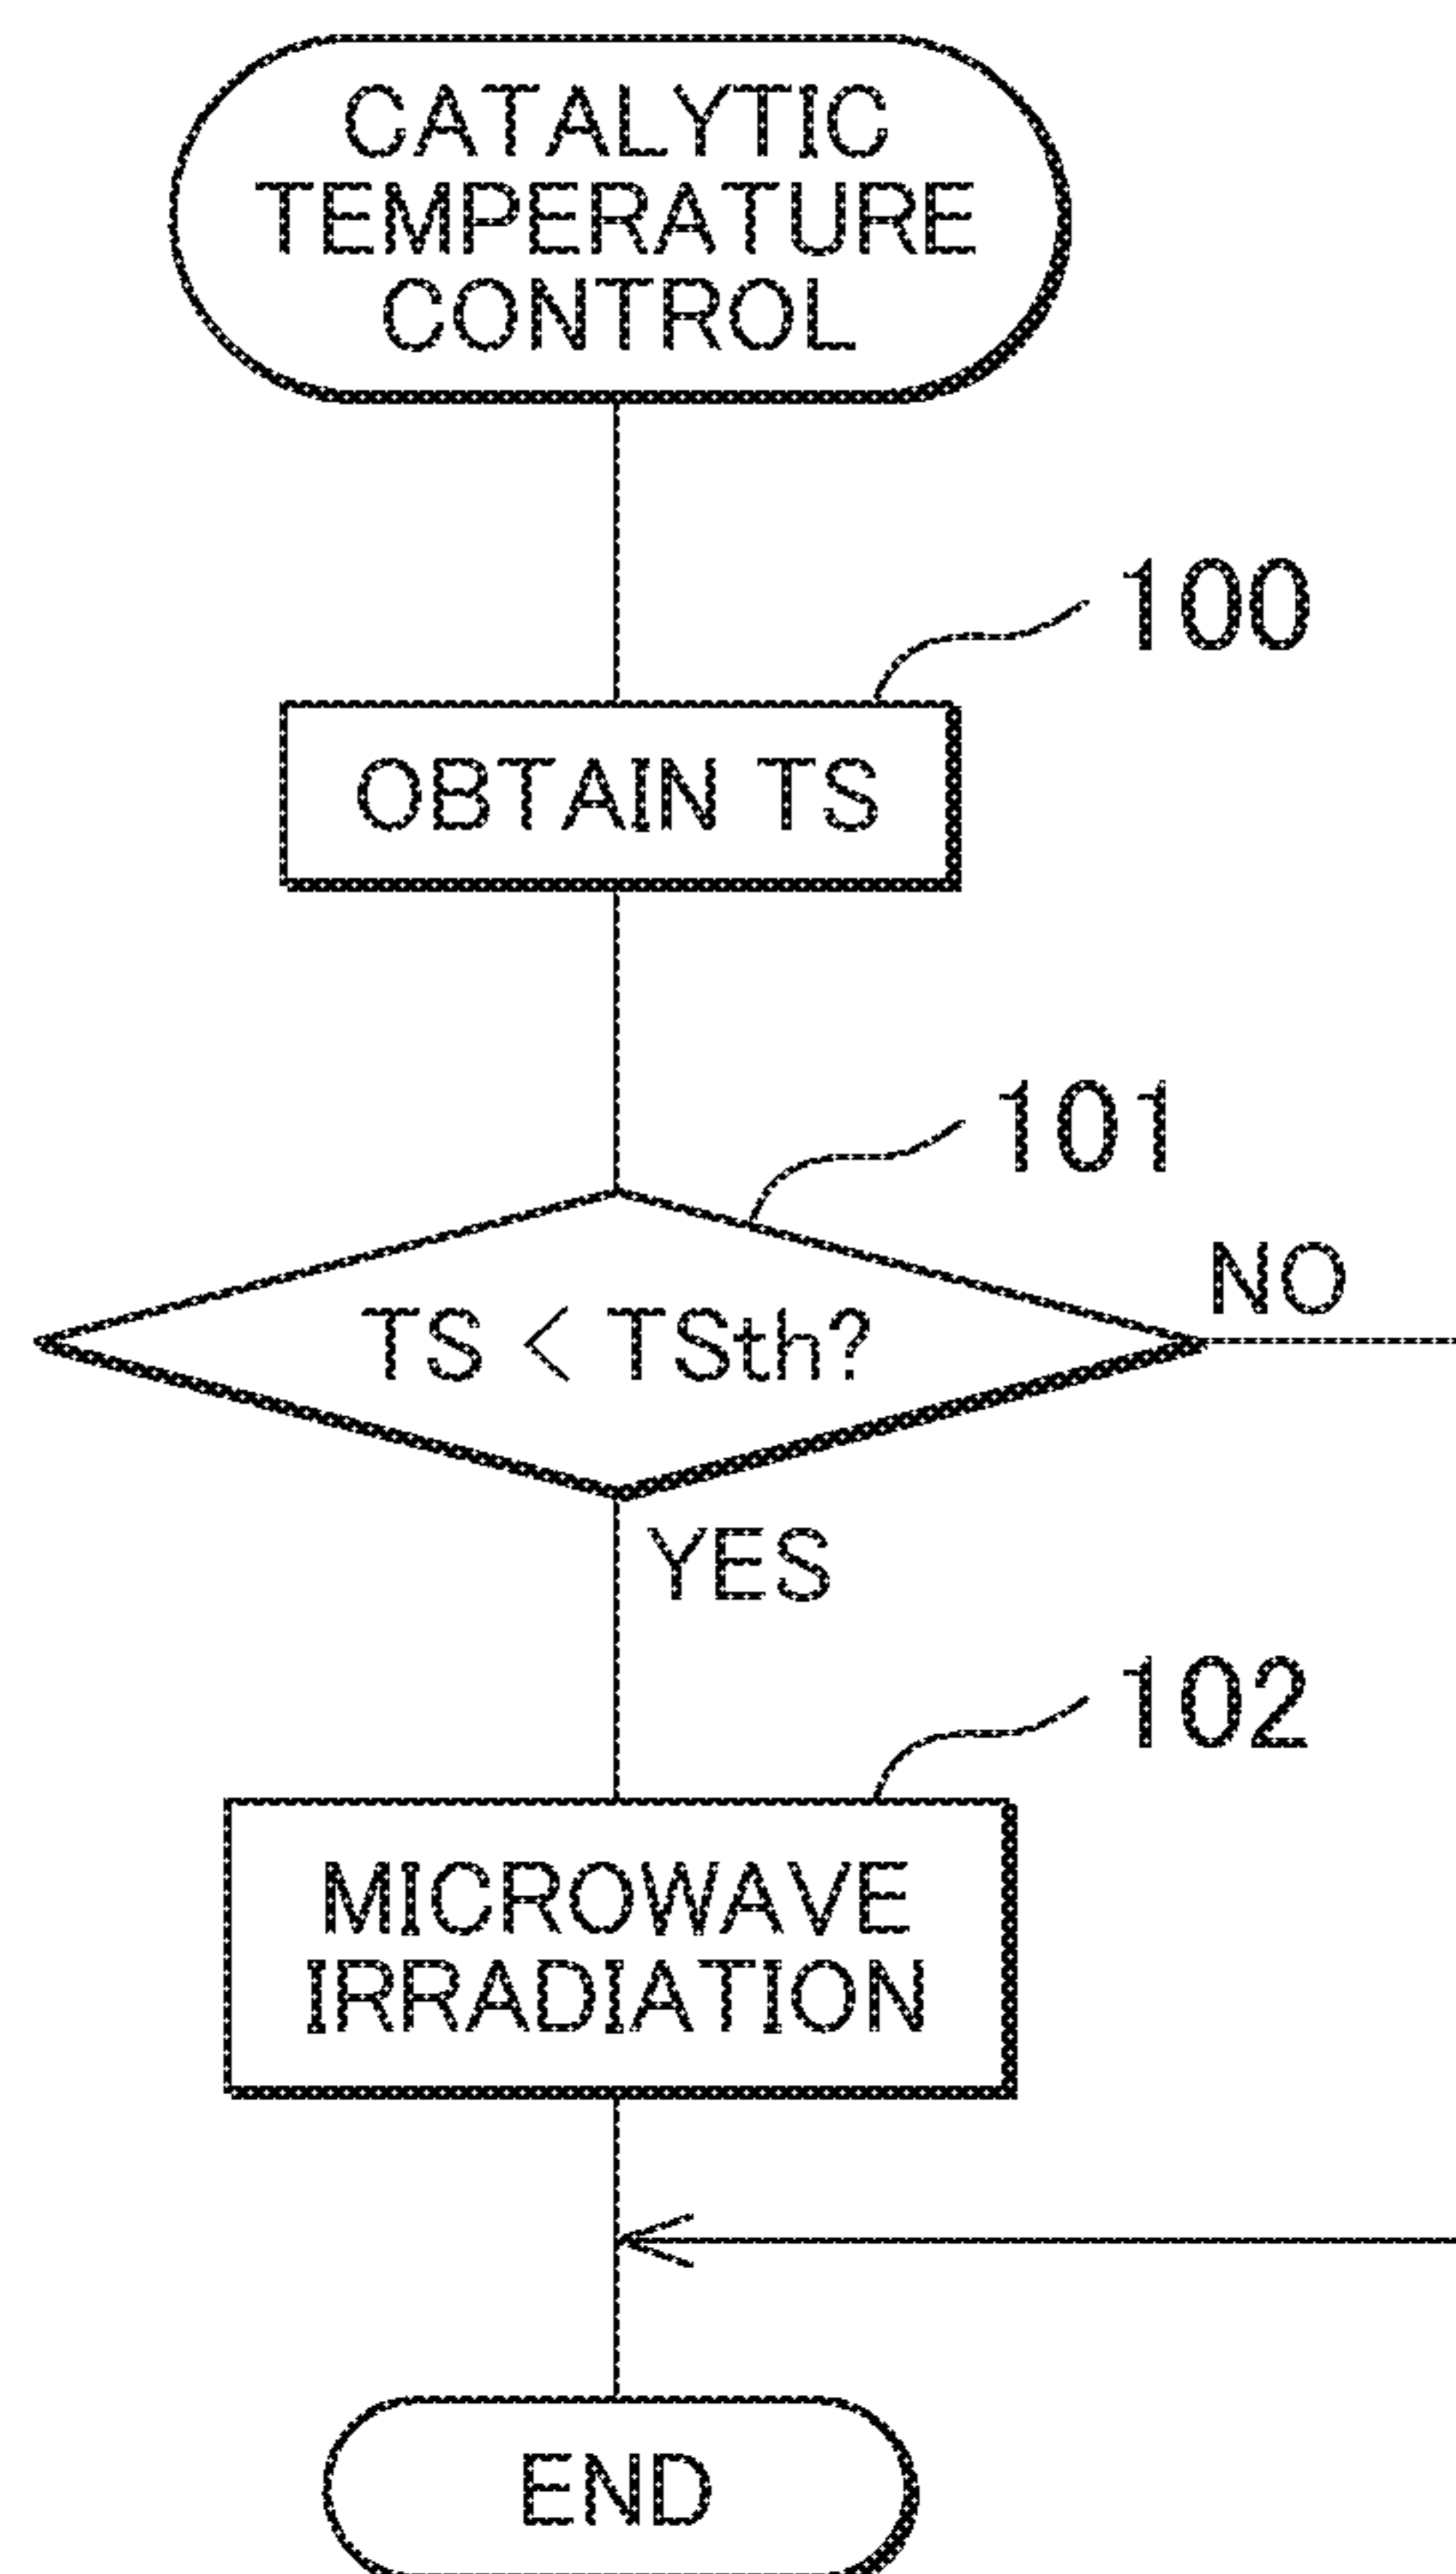 CATALYTIC
TEMPERATURE
CONTROL
100
OBTAIN TS
101
TS < TSth?
NO
YES
102
MICROWAVE
IRRADIATION
END